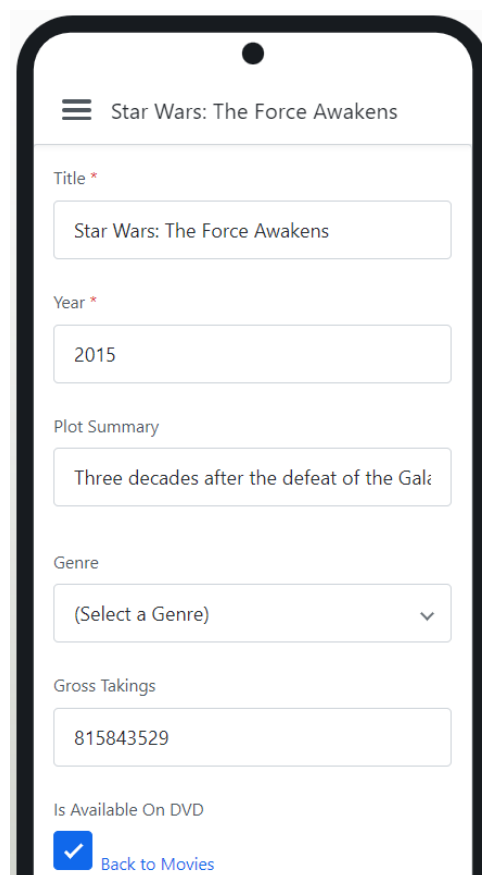 Star Wars: The Force Awakens
Title *
Star Wars: The Force Awakens
Year *
2015
Plot Summary
Three decades after the defeat of the Gala
Genre
(Select a Genre)
Gross Takings
815843529
Is Available On DVD
Back to Movies